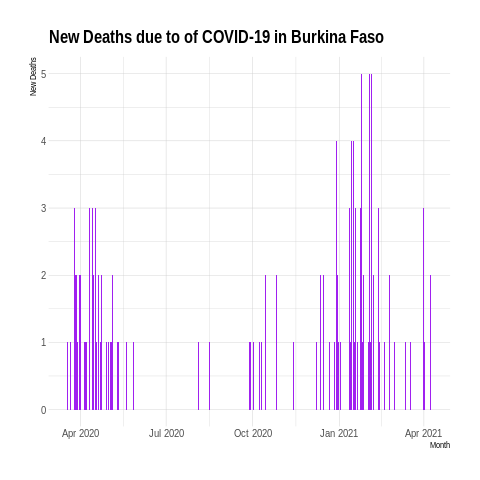 New Deaths due to of COVID-19 in Burkina Faso
New Deaths
5
4
3
2
1
0
Apr 2020 Jul 2020 Oct 2020 Jan 2021 Apr 2021
Month